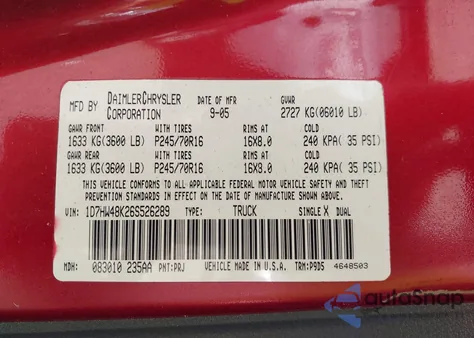 MFD BY DAIMLERCHRYSLER CORPORATION DATE OF MFR 9-05 GVWR 2727 KG(06010 LB)
GAWR FRONT WITH TIRES RIMS AT COLD
1633 KG(3600 LB) P245/70R16 16X8.0 240 KPA( 35 PSI)
GAWR REAR WITH TIRES RIMS AT COLD
1633 KG(3600 LB) P245/70R16 16X8.0 240 KPA( 35 PSI)
THIS VEHICLE CONFORMS TO ALL APPLICABLE FEDERAL MOTOR VEHICLE SAFETY AND THEFT
PREVENTION STANDARDS IN EFFECT ON THE DATE OF MANUFACTURE SHOWN ABOVE.
VIN: 1D7HW48K26S526289 TYPE: TRUCK SINGLE X DUAL
MDH: 083010 235AA PNT:PRJ VEHICLE MADE IN U.S.A. TRM:P9D5 4648503
autoSnap